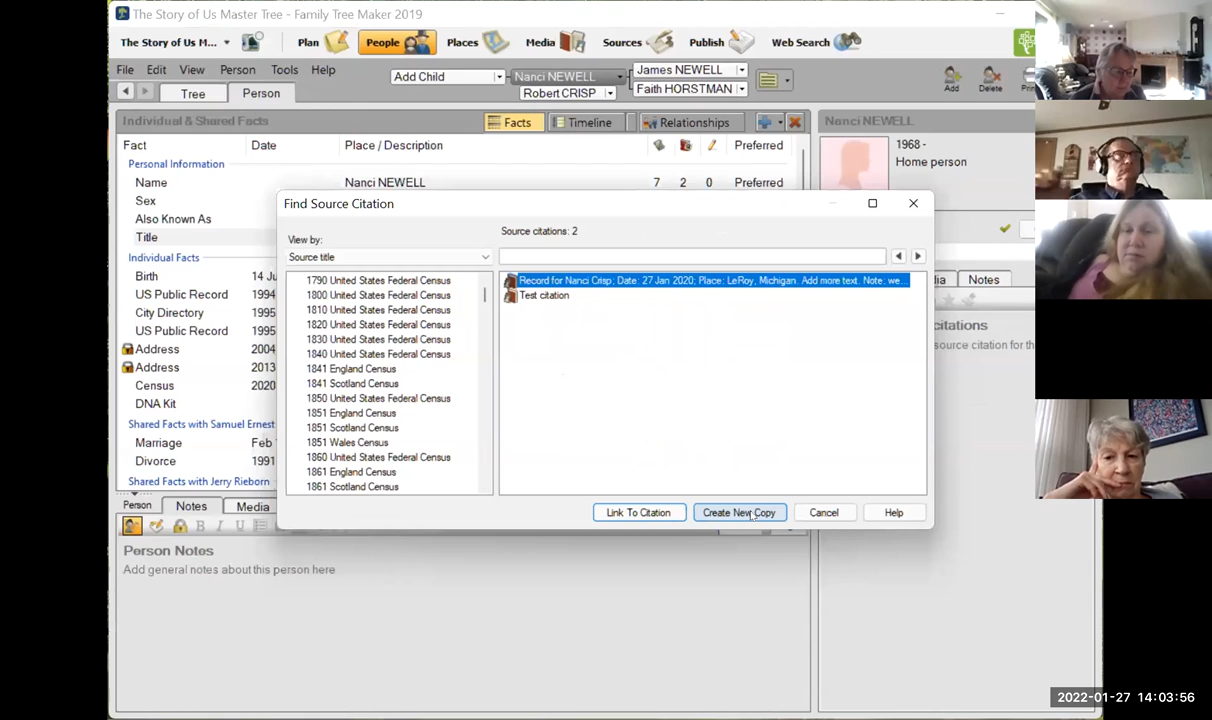 The Story of Us Master Tree - Family Tree Maker 2019
The Story of Us M...
Plan
People
Places
Media
Sources
Publish
Web Search
File
Edit
View
Person
Tools
Help
Add Child
Nanci NEWELL
James NEWELL
Robert CRISP
Faith HORSTMAN
Add
Delete
Tree
Person
Individual & Shared Facts
Facts
Timeline
Relationships
Nanci NEWELL
Fact
Date
Place / Description
Preferred
1968 -
Home person
Personal Information
Name
Nanci NEWELL
7
2
0
Preferred
Sex
Also Known As
Title
Individual Facts
Birth
14 Ju
US Public Record
1994
City Directory
1995
US Public Record
1995
Address
2004
Address
2013
Census
2020
DNA Kit
Shared Facts with Samuel Ernest
Marriage
Feb
Divorce
1991
Shared Facts with Jerry Rieborn
Find Source Citation
View by:
Source title
Source citations: 2
1790 United States Federal Census
1800 United States Federal Census
1810 United States Federal Census
1820 United States Federal Census
1830 United States Federal Census
1840 United States Federal Census
1841 England Census
1841 Scotland Census
1850 United States Federal Census
1851 England Census
1851 Scotland Census
1851 Wales Census
1860 United States Federal Census
1861 England Census
1861 Scotland Census
Record for Nanci Crisp; Date: 27 Jan 2020; Place: LeRoy, Michigan. Add more text. Note. we...
Test citation
Link To Citation
Create New Copy
Cancel
Help
dia
Notes
citations
source citation for th
Person
Notes
Media
B
I
U
Person Notes
Add general notes about this person here
2022-01-27 14:03:56